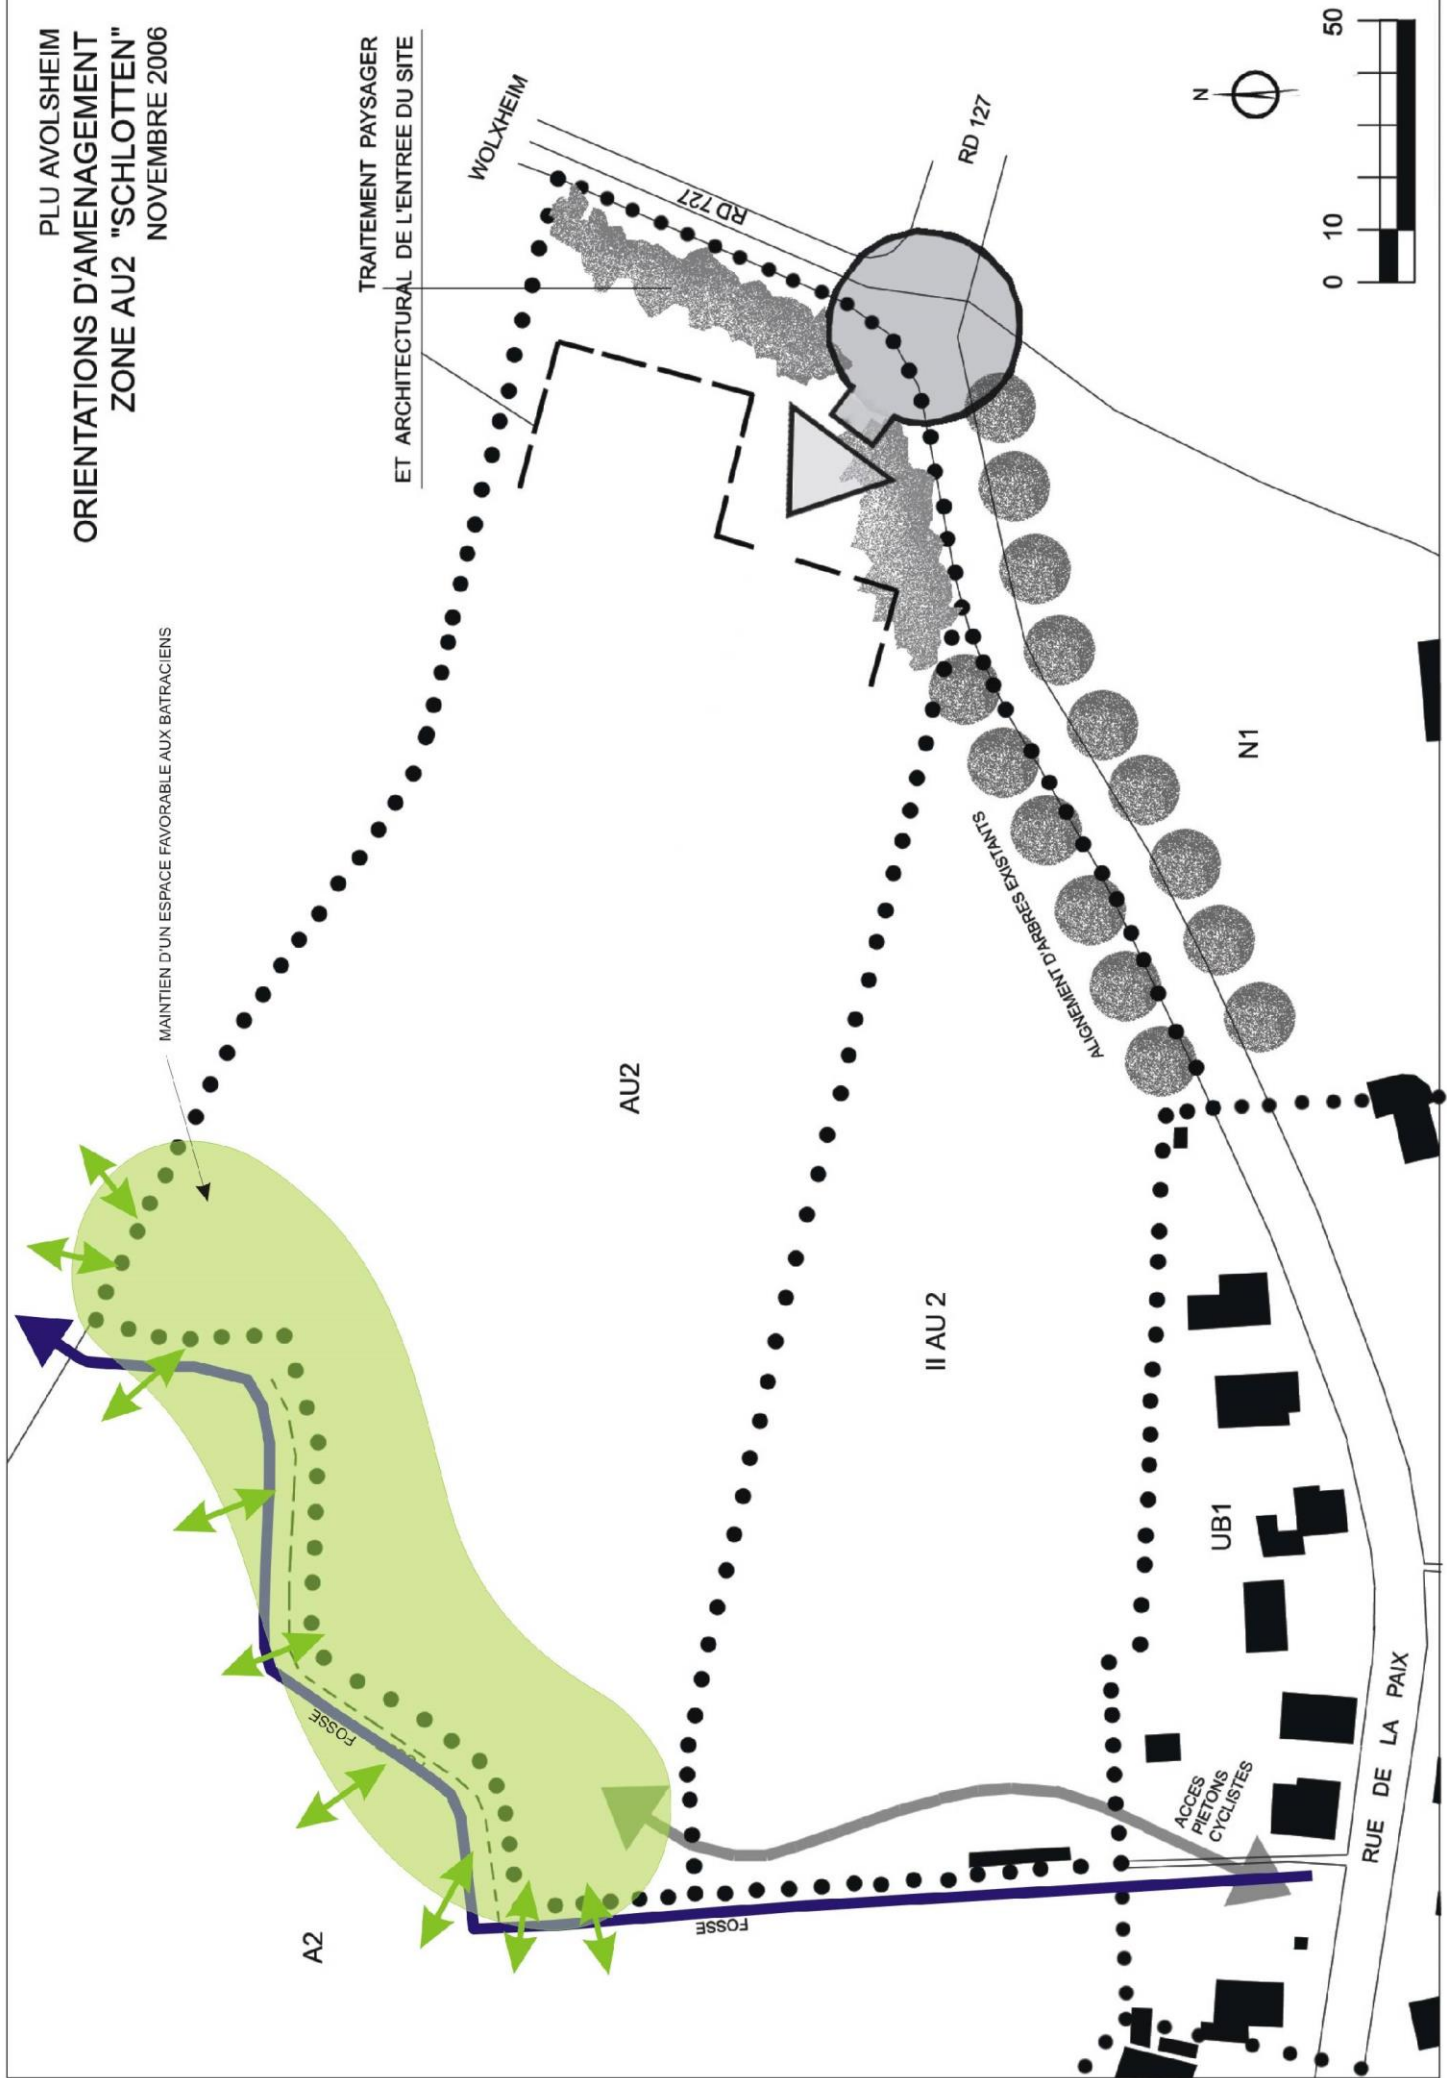 PLU AVOLSHEIM
ORIENTATIONS D'AMENAGEMENT
ZONE AU2 "SCHLOTTEN"
NOVEMBRE 2006
MAINTIEN D'UN ESPACE FAVORABLE AUX BATRACIENS
TRAITEMENT PAYSAGER
ET ARCHITECTURAL DE L'ENTREE DU SITE
WOLXHEIM
RD 727
RD 127
N
0 10 50
A2
FOSSE
FOSSE
AU2
II AU 2
ALIGNEMENT D'ARBRES EXISTANTS
N1
UB1
ACCES
PIETONS
CYCLISTES
RUE DE LA PAIX